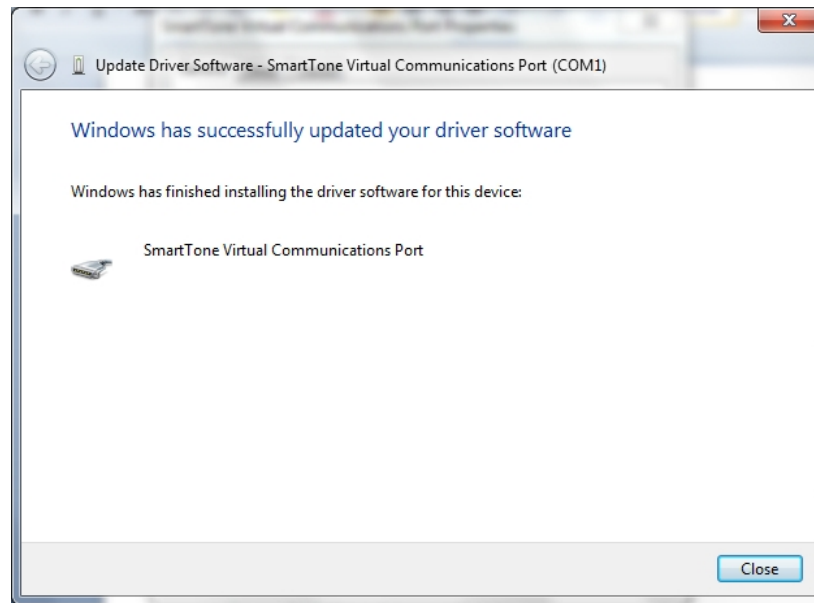 Update Driver Software - SmartTone Virtual Communications Port (COM1)
Windows has successfully updated your driver software
Windows has finished installing the driver software for this device:
SmartTone Virtual Communications Port
Close